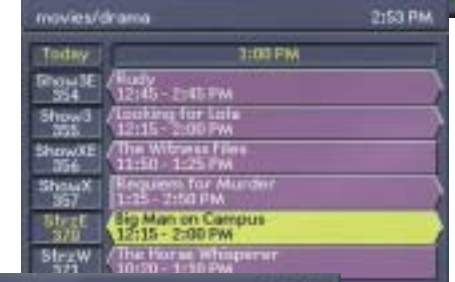 movies/drama 2:53 PM
Today 1:00 PM
Show3E Rudy
354 12:45 - 2:45 PM
Show3 Looking for Lola
355 12:15 - 2:00 PM
ShowXE The Witness Files
356 11:50 - 1:25 PM
ShowX Requiem for Murder
357 1:25 - 2:50 PM
StrzE Big Man on Campus
370 12:15 - 2:00 PM
StrzW The Horse Whisperer
371 10:20 - 1:10 PM